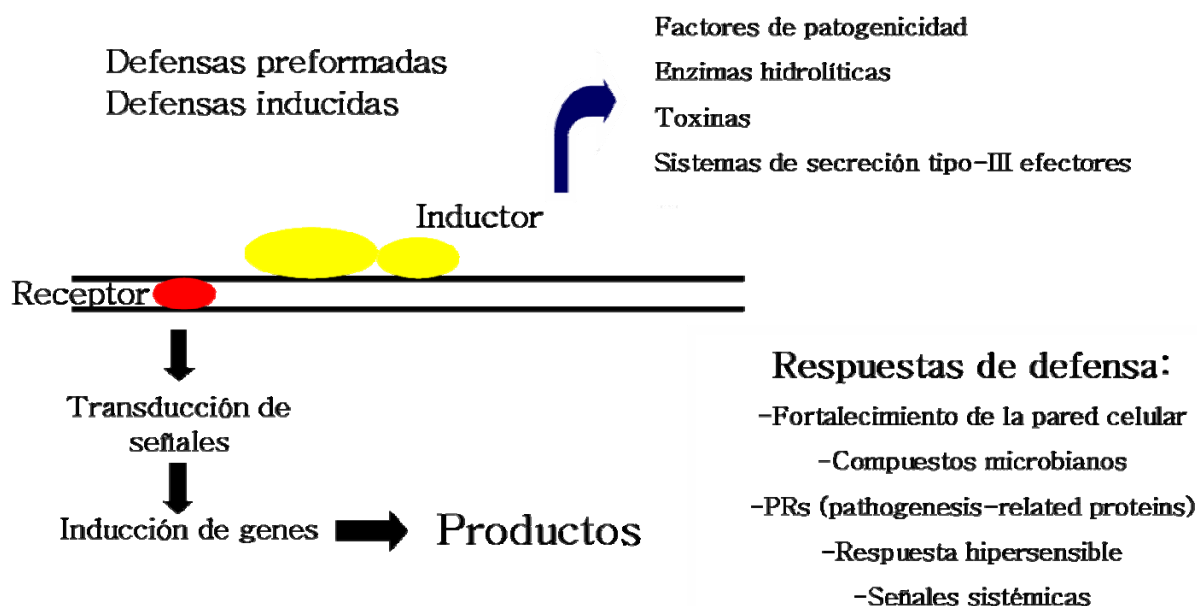 Defensas preformadas
Defensas inducidas
Factores de patogenicidad
Enzimas hidrolíticas
Toxinas
Sistemas de secreción tipo-III efectores
Inductor
Receptor
Transducción de
señales
Inducción de genes
Productos
Respuestas de defensa:
-Fortalecimiento de la pared celular
-Compuestos microbianos
-PRs (pathogenesis-related proteins)
-Respuesta hipersensible
-Señales sistémicas